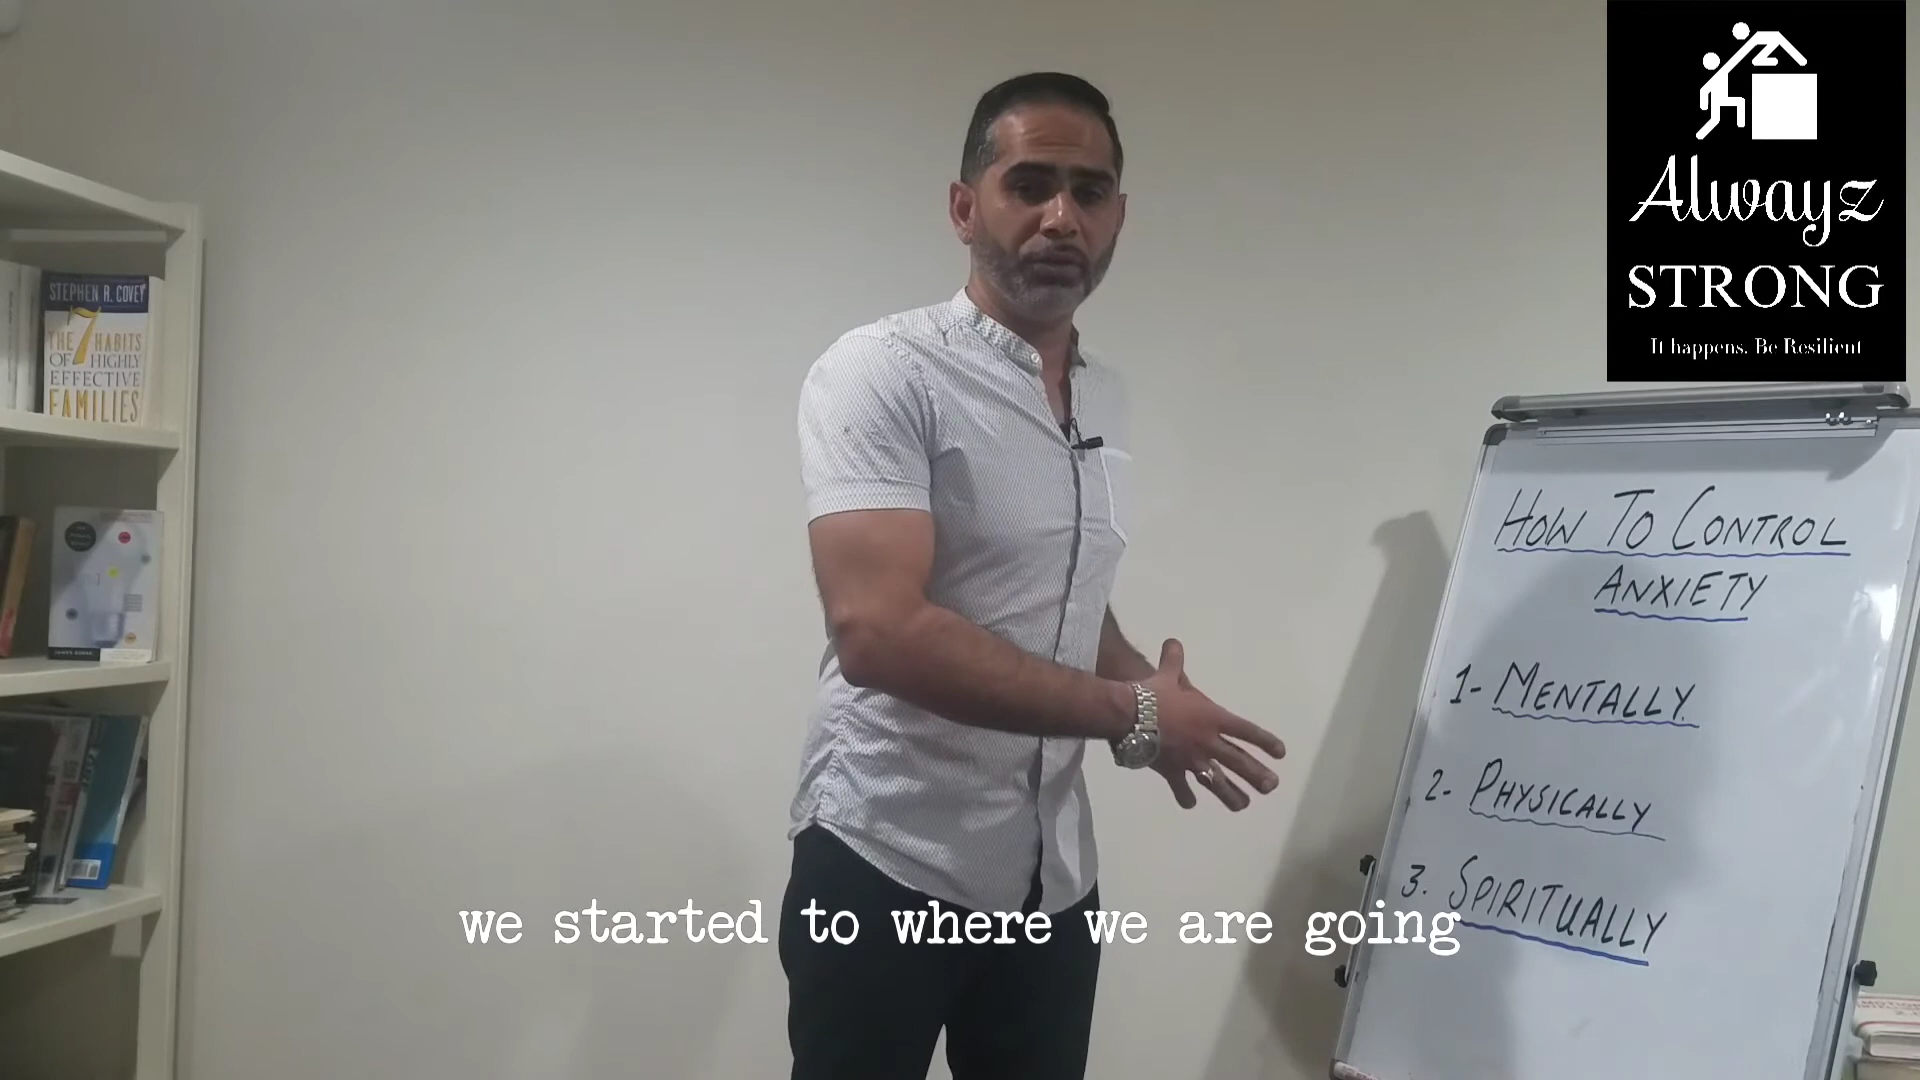 Alwayz
STRONG
It happens. Be Resilient
STEPHEN R. COVEY
THE 7 HABITS
OF HIGHLY
EFFECTIVE
FAMILIES
HOW TO CONTROL
ANXIETY
1- MENTALLY
2- PHYSICALLY
3. SPIRITUALLY
we started to where we are going